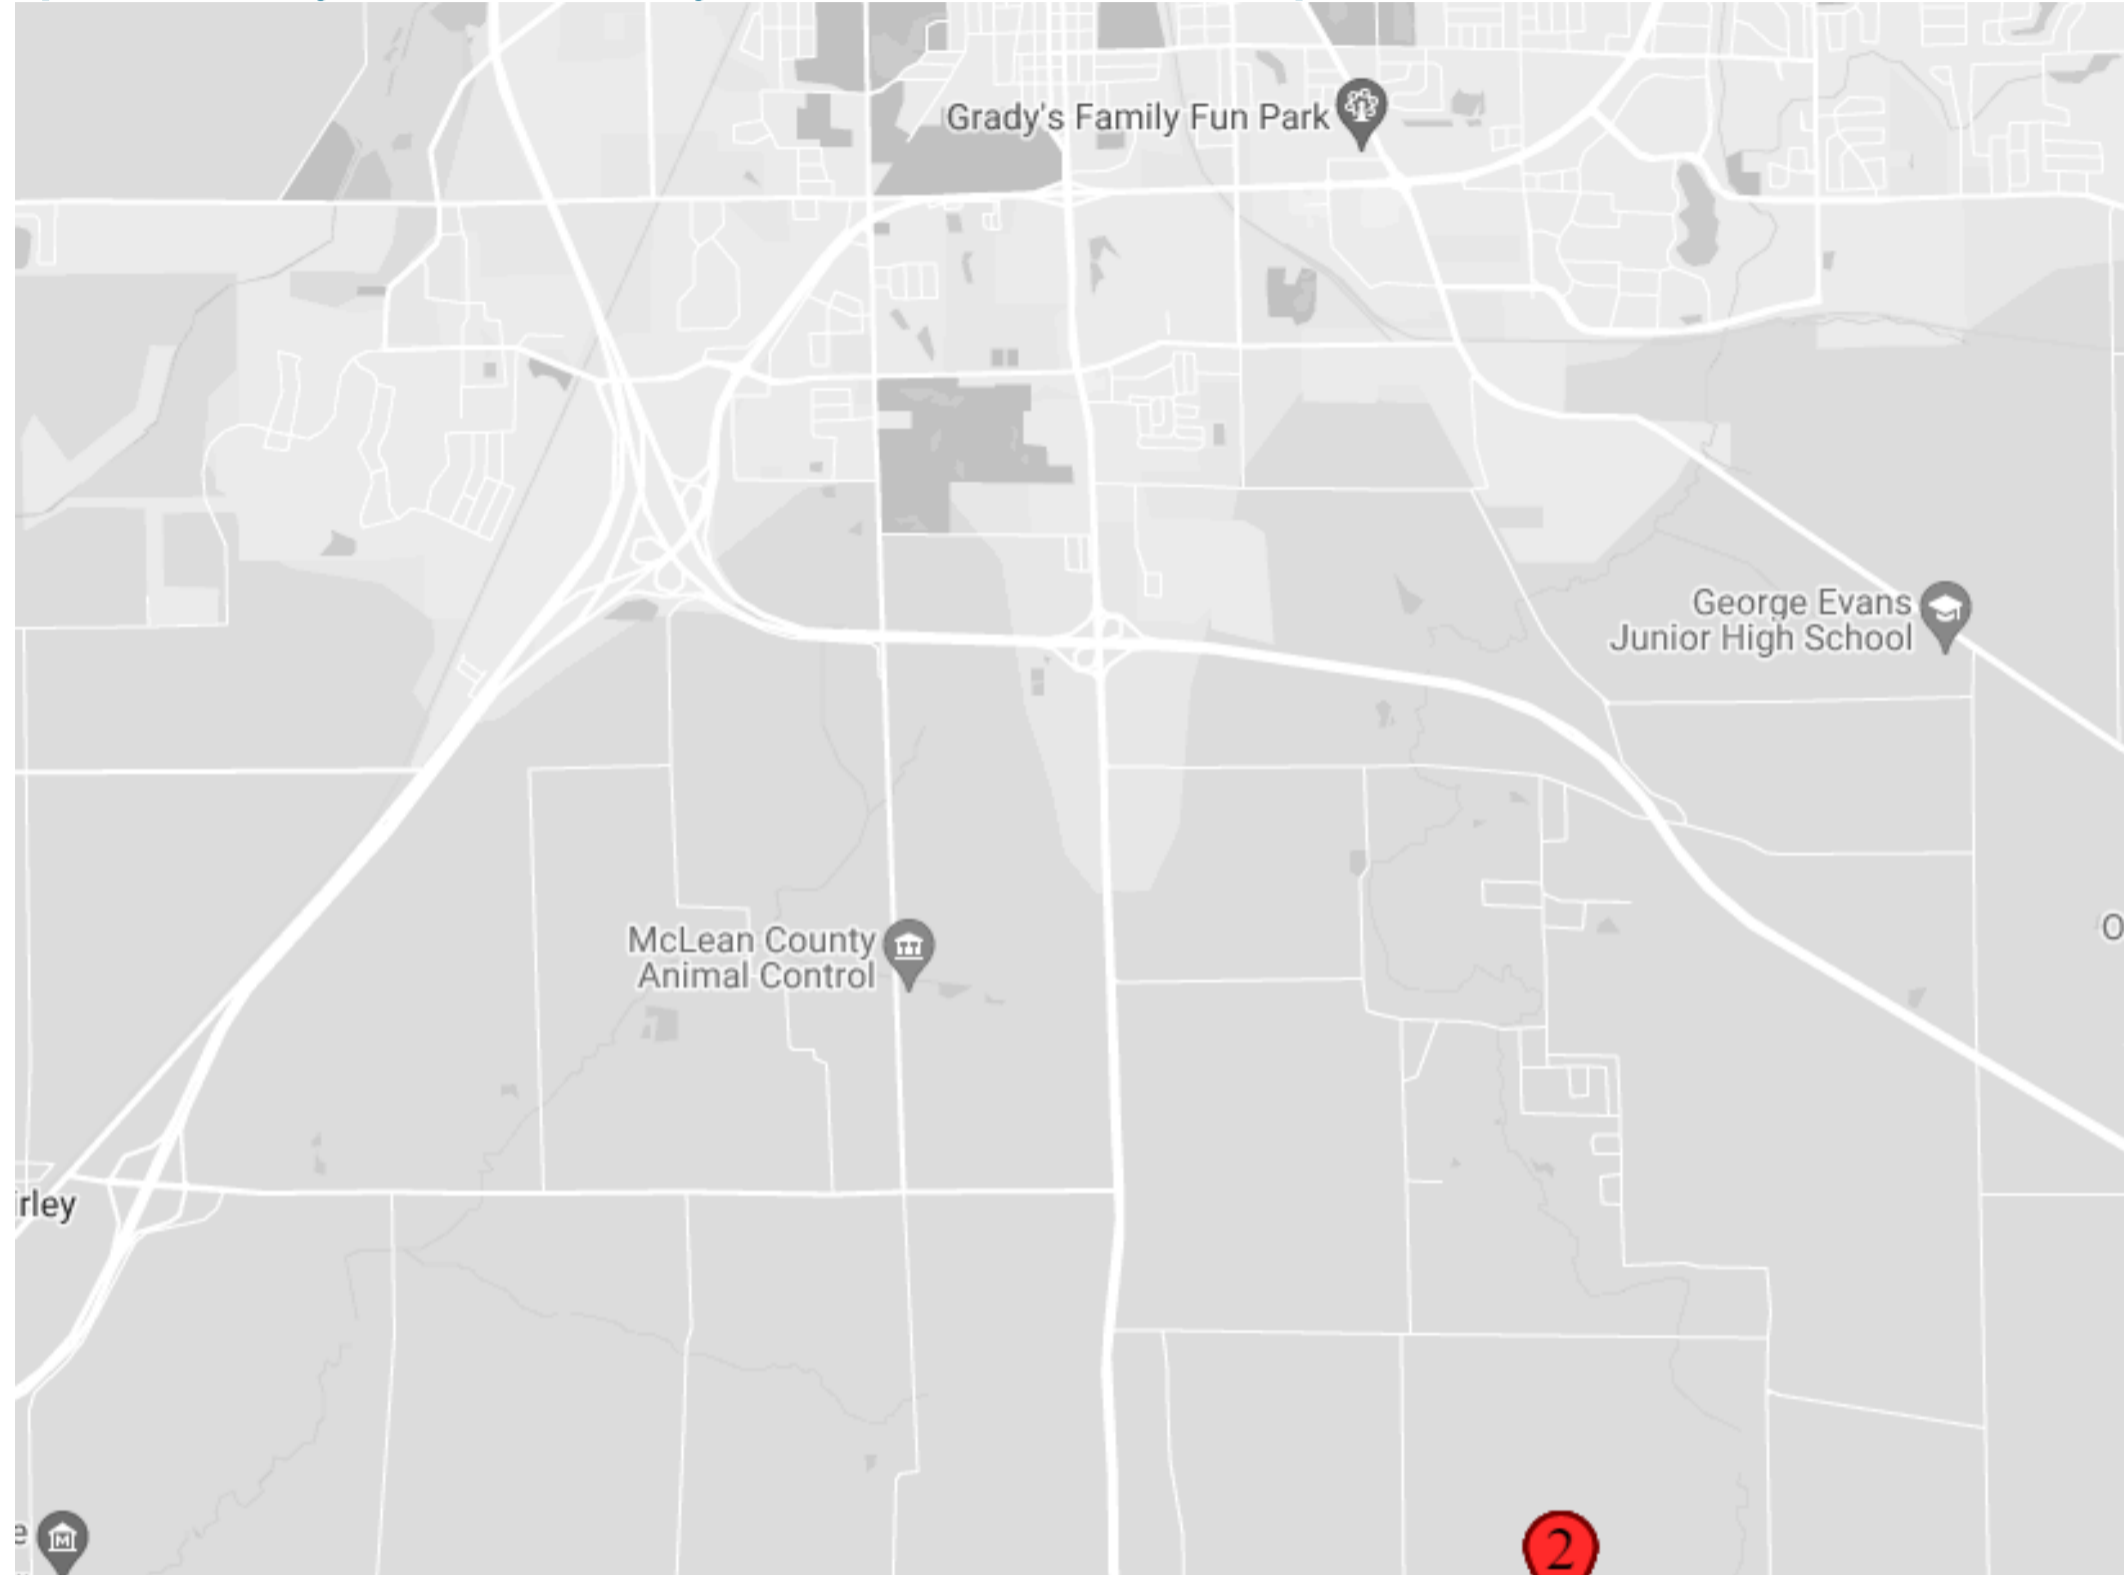 Grady's Family Fun Park
George Evans
Junior High School
McLean County
Animal Control
rley
e
M
2